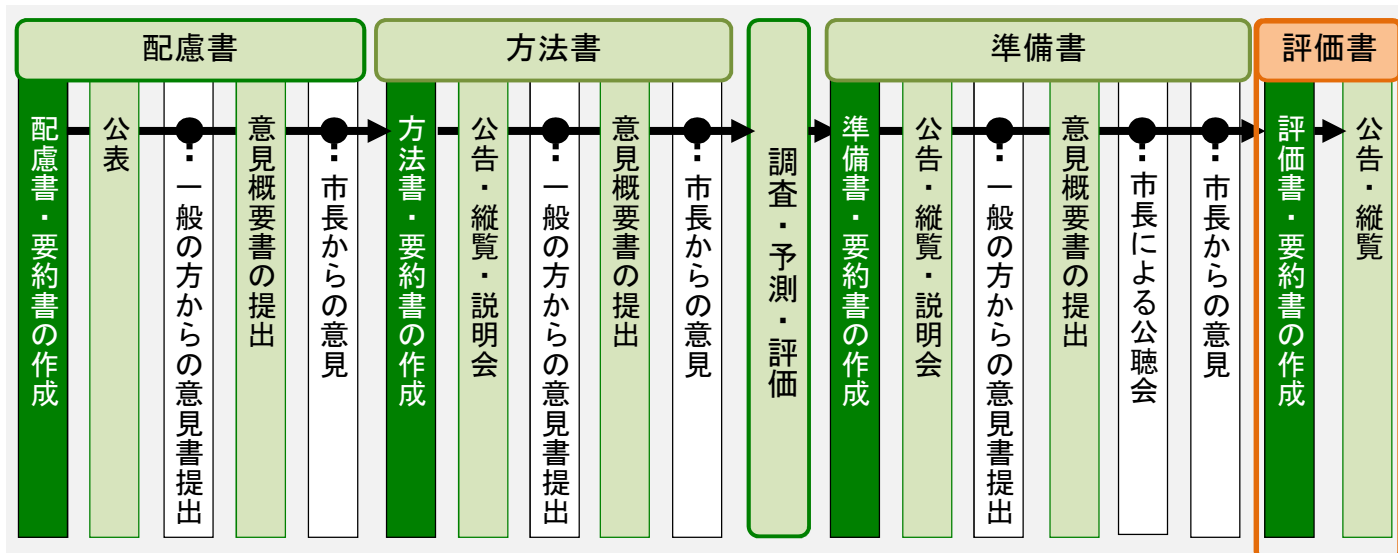 配慮書
配慮書・要約書の作成
公表
一般の方からの意見書提出
意見概要書の提出
市長からの意見
方法書
方法書・要約書の作成
公告・縦覧・説明会
一般の方からの意見書提出
意見概要書の提出
市長からの意見
調査・予測・評価
準備書
準備書・要約書の作成
公告・縦覧・説明会
一般の方からの意見書提出
意見概要書の提出
市長による公聴会
市長からの意見
評価書
評価書・要約書の作成
公告・縦覧